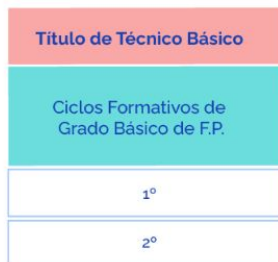 Título de Técnico Básico
Ciclos Formativos de
Grado Básico de F.P.
1º
2º